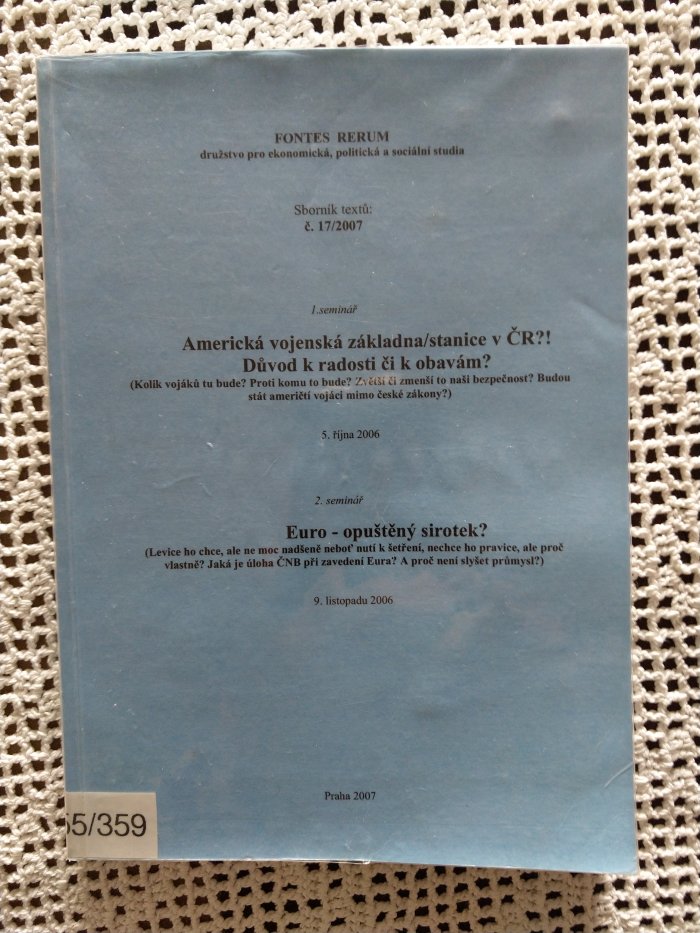 FONTES RERUM
družstvo pro ekonomická, politická a sociální studia
Sborník textů:
č. 17/2007
1.seminář
Americká vojenská základna/stanice v ČR?!
Důvod k radosti či k obavám?
(Kolik vojáků tu bude? Proti komu to bude? Zvětší či zmenší to naši bezpečnost? Budou
stát američtí vojáci mimo české zákony?)
5. října 2006
2. seminář
Euro - opuštěný sirotek?
(Levice ho chce, ale ne moc nadšeně neboť nutí k šetření, nechce ho pravice, ale proč
vlastně? Jaká je úloha ČNB při zavedení Eura? A proč není slyšet průmysl?)
9. listopadu 2006
Praha 2007
55/359